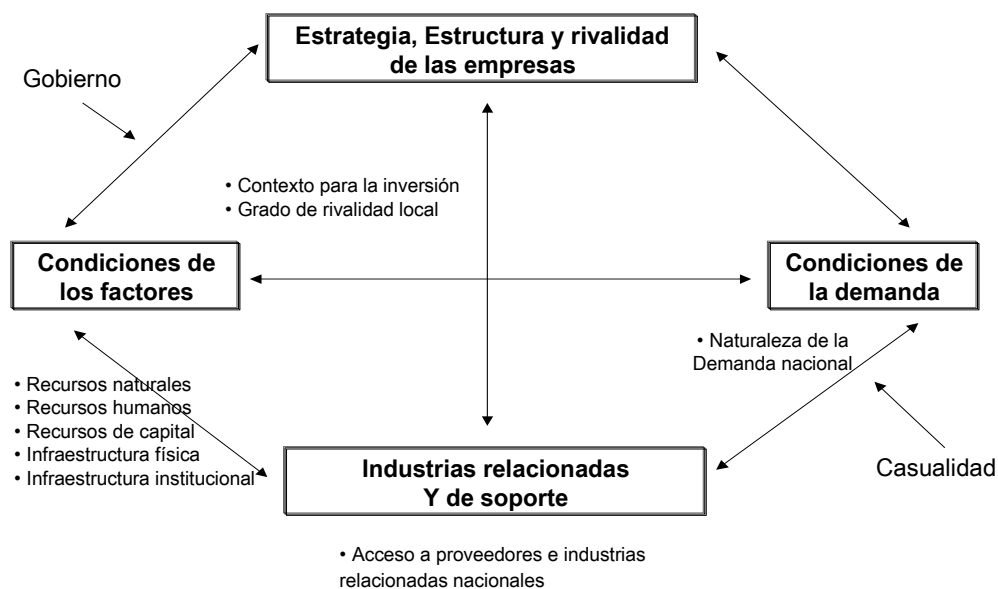 Estrategia, Estructura y rivalidad
de las empresas
Gobierno
• Contexto para la inversión
• Grado de rivalidad local
Condiciones de
los factores
Condiciones de
la demanda
• Naturaleza de la
Demanda nacional
• Recursos naturales
• Recursos humanos
• Recursos de capital
• Infraestructura física
• Infraestructura institucional
Industrias relacionadas
Y de soporte
Casualidad
• Acceso a proveedores e industrias
relacionadas nacionales